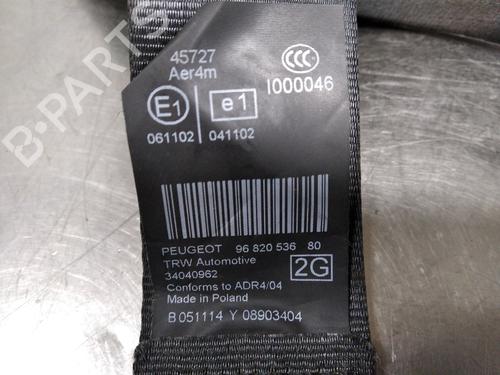 45727
Aer4m
CCC
I000046
E1
e1
061102
041102
PEUGEOT 96 820 536 80
TRW Automotive
34040962
2G
Conforms to ADR4/04
Made in Poland
B 051114 Y 08903404
B-PARTS